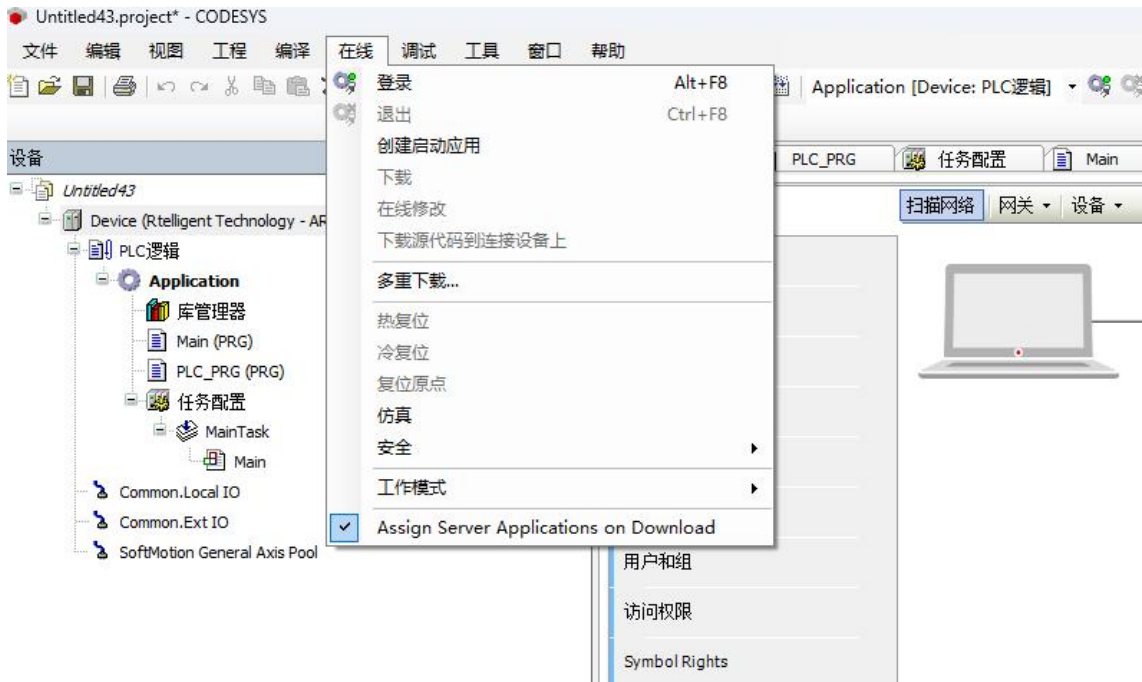 Untitled43.project* - CODESYS
文件 编辑 视图 工程 编译 在线 调试 工具 窗口 帮助
Application [Device: PLC逻辑]
登录 Alt+F8
退出 Ctrl+F8
创建启动应用
下载
在线修改
下载源代码到连接设备上
多重下载...
热复位
冷复位
复位原点
仿真
安全
工作模式
Assign Server Applications on Download
设备
Untitled43
Device (Rtelligent Technology - AR
PLC逻辑
Application
库管理器
Main (PRG)
PLC_PRG (PRG)
任务配置
MainTask
Main
Common.Local IO
Common.Ext IO
SoftMotion General Axis Pool
PLC_PRG 任务配置 Main
扫描网络 网关 设备
用户和组
访问权限
Symbol Rights